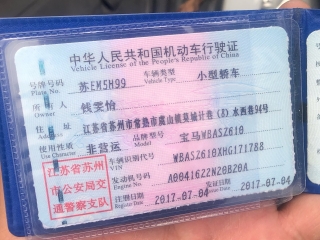 中华人民共和国机动车行驶证
Vehicle License of the People's Republic of China
号牌号码 苏EM5H99 车辆类型 小型轿车
Plate No. Vehicle Type
所有人 钱雯怡
Owner
住址 江苏省苏州市常熟市虞山镇莫城计巷(8)水西巷94号
Address
使用性质 非营运 品牌型号 宝马WBASZ610
Use Character Model
车辆识别代号 WBASZ610XHG171788
VIN
江苏省苏州
市公安局交
通警察支队
发动机号码 A0041622N20B20A
Engine No.
注册日期 2017-07-04 发证日期 2017-07-04
Register Date Issue Date